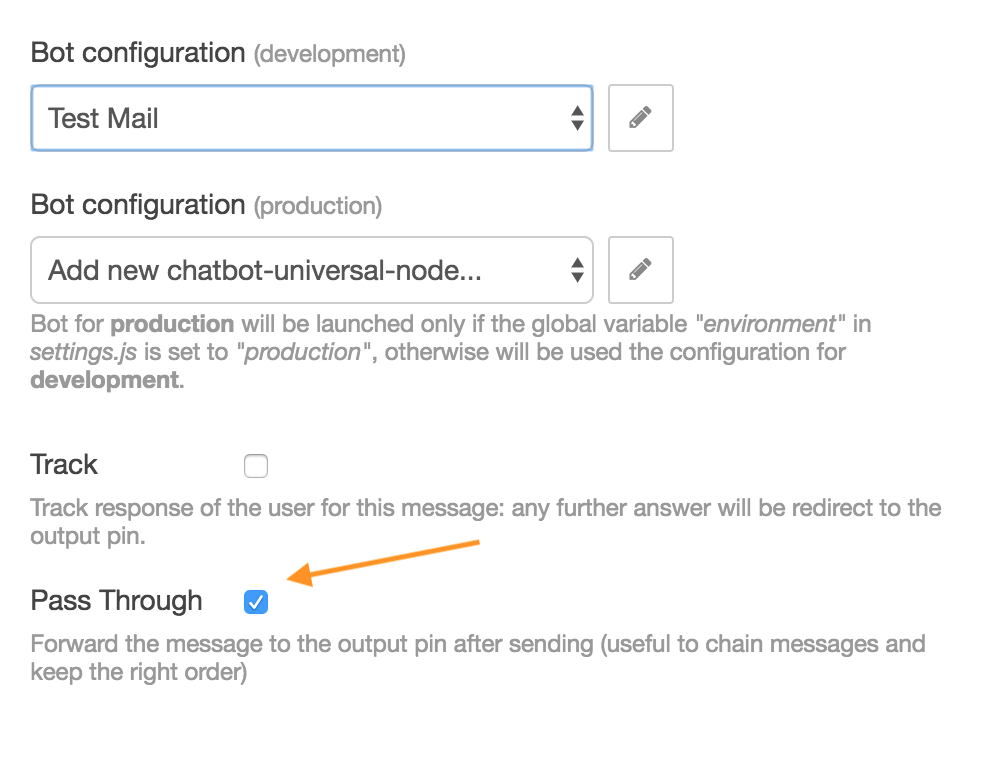 Bot configuration (development)
Test Mail
Bot configuration (production)
Add new chatbot-universal-node...
Bot for production will be launched only if the global variable "environment" in
settings.js is set to "production", otherwise will be used the configuration for
development.
Track
Track response of the user for this message: any further answer will be redirect to the
output pin.
Pass Through
Forward the message to the output pin after sending (useful to chain messages and
keep the right order)